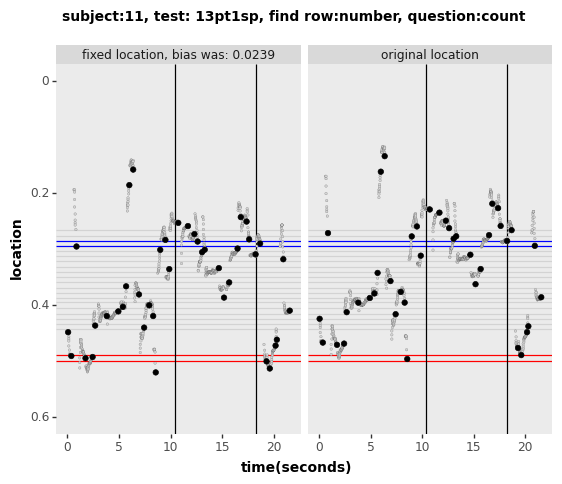 subject:11, test: 13pt1sp, find row:number, question:count
fixed location, bias was: 0.0239
original location
0
0.2
0.4
0.6
location
0 5 10 15 20
0 5 10 15 20
time(seconds)